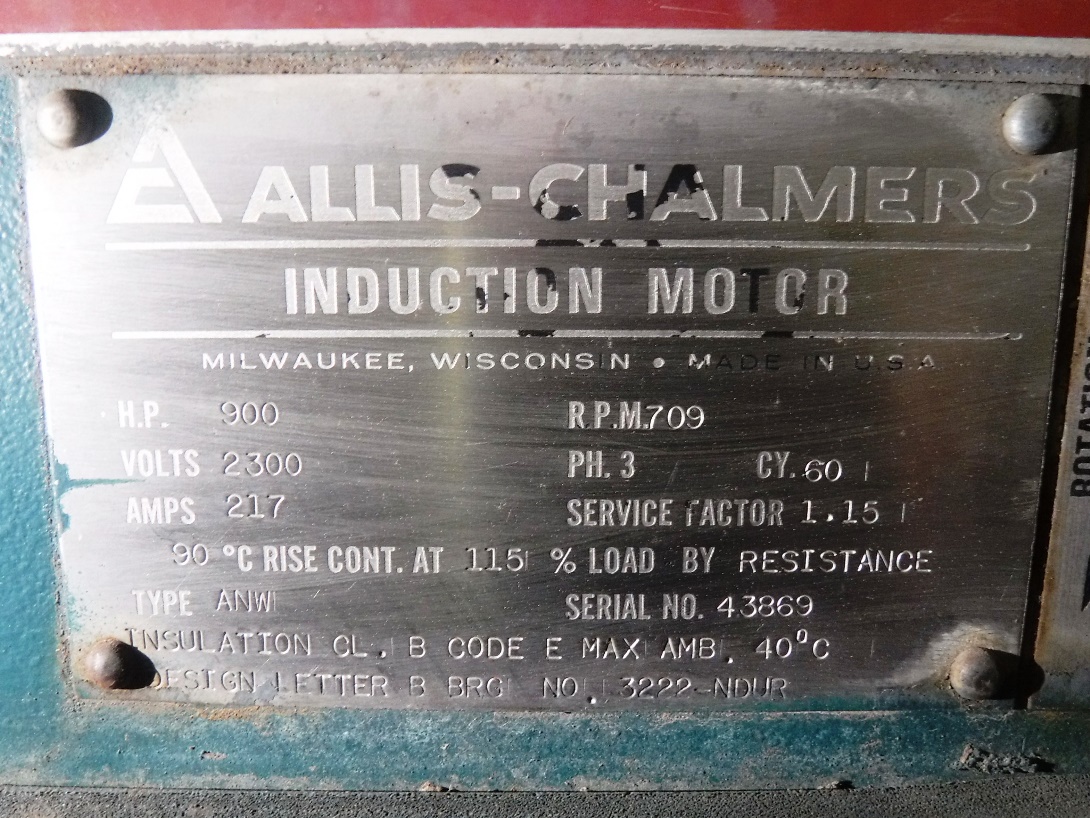 ALLIS-CHALMERS
INDUCTION MOTOR
MILWAUKEE, WISCONSIN • MADE IN U.S.A
H.P. 900 R.P.M. 709
VOLTS 2300 PH. 3 CY. 60
AMPS 217 SERVICE FACTOR 1.15
90 °C RISE CONT. AT 115 % LOAD BY RESISTANCE
TYPE ANW SERIAL NO. 43869
INSULATION CL. B CODE E MAX AMB. 40°C
DESIGN LETTER B BRG NO. 3222-NDUR